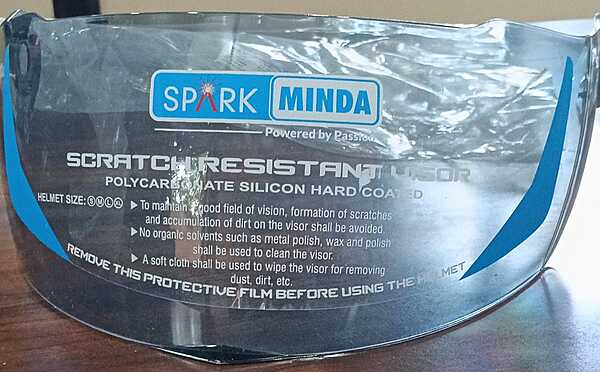 SPARK MINDA
Powered by Passion
SCRATCH RESISTANT VISOR
POLYCARBONATE SILICON HARD COATED
HELMET SIZE: S M L XL
▶ To maintain a good field of vision, formation of scratches
and accumulation of dirt on the visor shall be avoided.
▶ No organic solvents such as metal polish, wax and polish
shall be used to clean the visor.
▶ A soft cloth shall be used to wipe the visor for removing
dust, dirt, etc.
REMOVE THIS PROTECTIVE FILM BEFORE USING THE HELMET